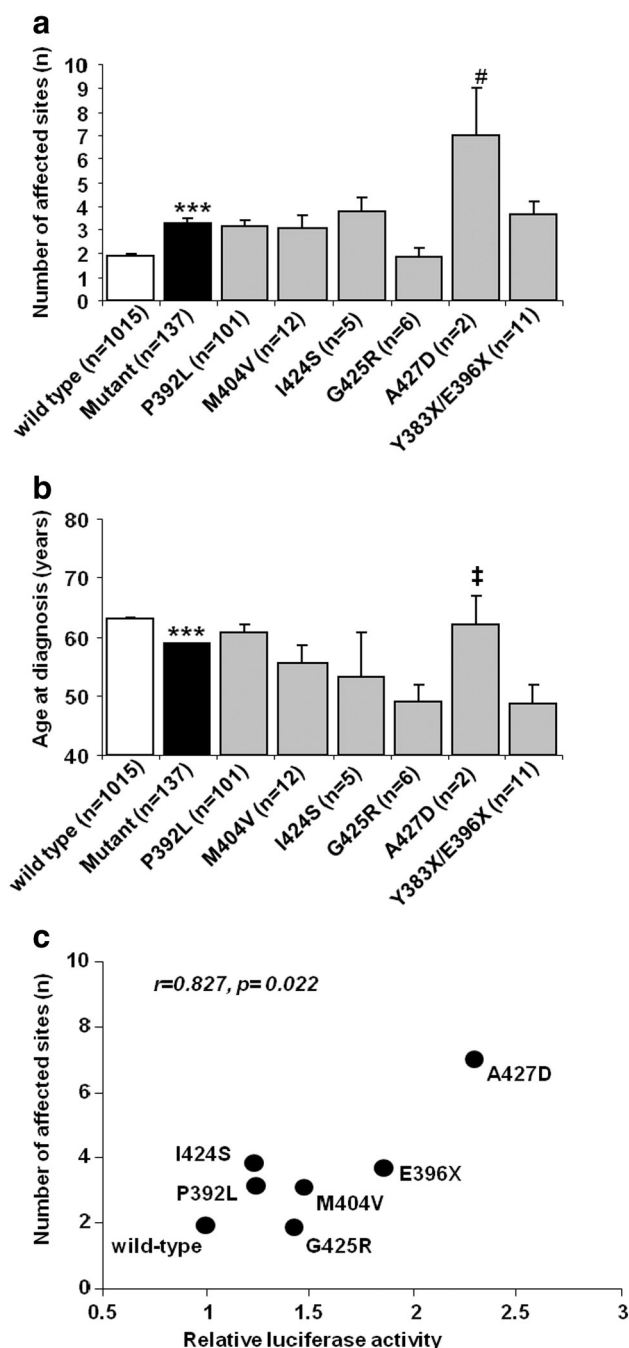 a
Number of affected sites (n)
10
9
8
7
6
5
4
3
2
1
0
***
#
wild type (n=1015)
Mutant (n=137)
P392L (n=101)
M404V (n=12)
I424S (n=5)
G425R (n=6)
A427D (n=2)
Y383X/E396X (n=11)
b
Age at diagnosis (years)
80
70
60
50
40
***
‡
wild type (n=1015)
Mutant (n=137)
P392L (n=101)
M404V (n=12)
I424S (n=5)
G425R (n=6)
A427D (n=2)
Y383X/E396X (n=11)
c
Number of affected sites (n)
10
8
6
4
2
0
r=0.827, p= 0.022
A427D
I424S
E396X
P392L
M404V
wild-type
G425R
0.5 1 1.5 2 2.5 3
Relative luciferase activity